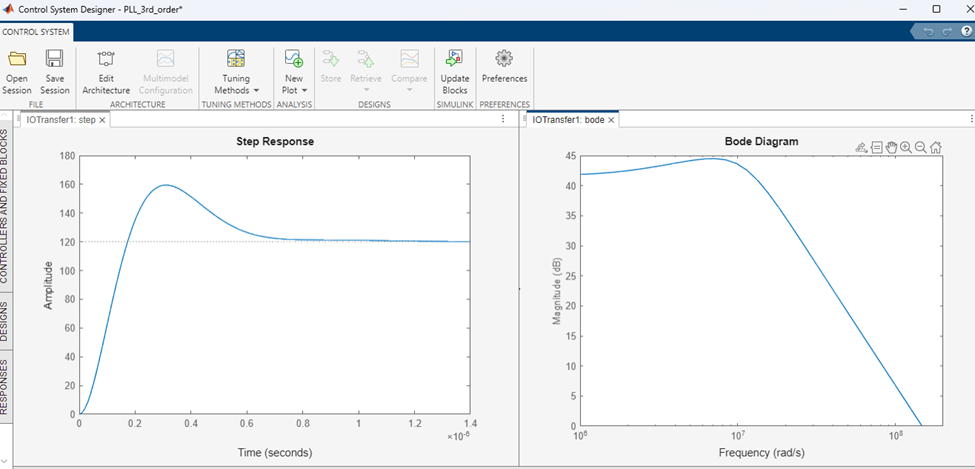 Control System Designer - PLL_3rd_order*
CONTROL SYSTEM
Open Session
Save Session
Edit Architecture
Multimodel Configuration
Tuning Methods
New Plot
Store
Retrieve
Compare
Update Blocks
Preferences
FILE
ARCHITECTURE
TUNING METHODS
ANALYSIS
DESIGNS
SIMULINK
PREFERENCES
CONTROLLERS AND FIXED BLOCKS
DESIGNS
RESPONSES
IOTransfer1: step
Step Response
180
160
140
120
100
80
60
40
20
0
Amplitude
0 0.2 0.4 0.6 0.8 1 1.2 1.4
×10-6
Time (seconds)
IOTransfer1: bode
Bode Diagram
45
40
35
30
25
20
15
10
5
0
Magnitude (dB)
10^6 10^7 10^8
Frequency (rad/s)